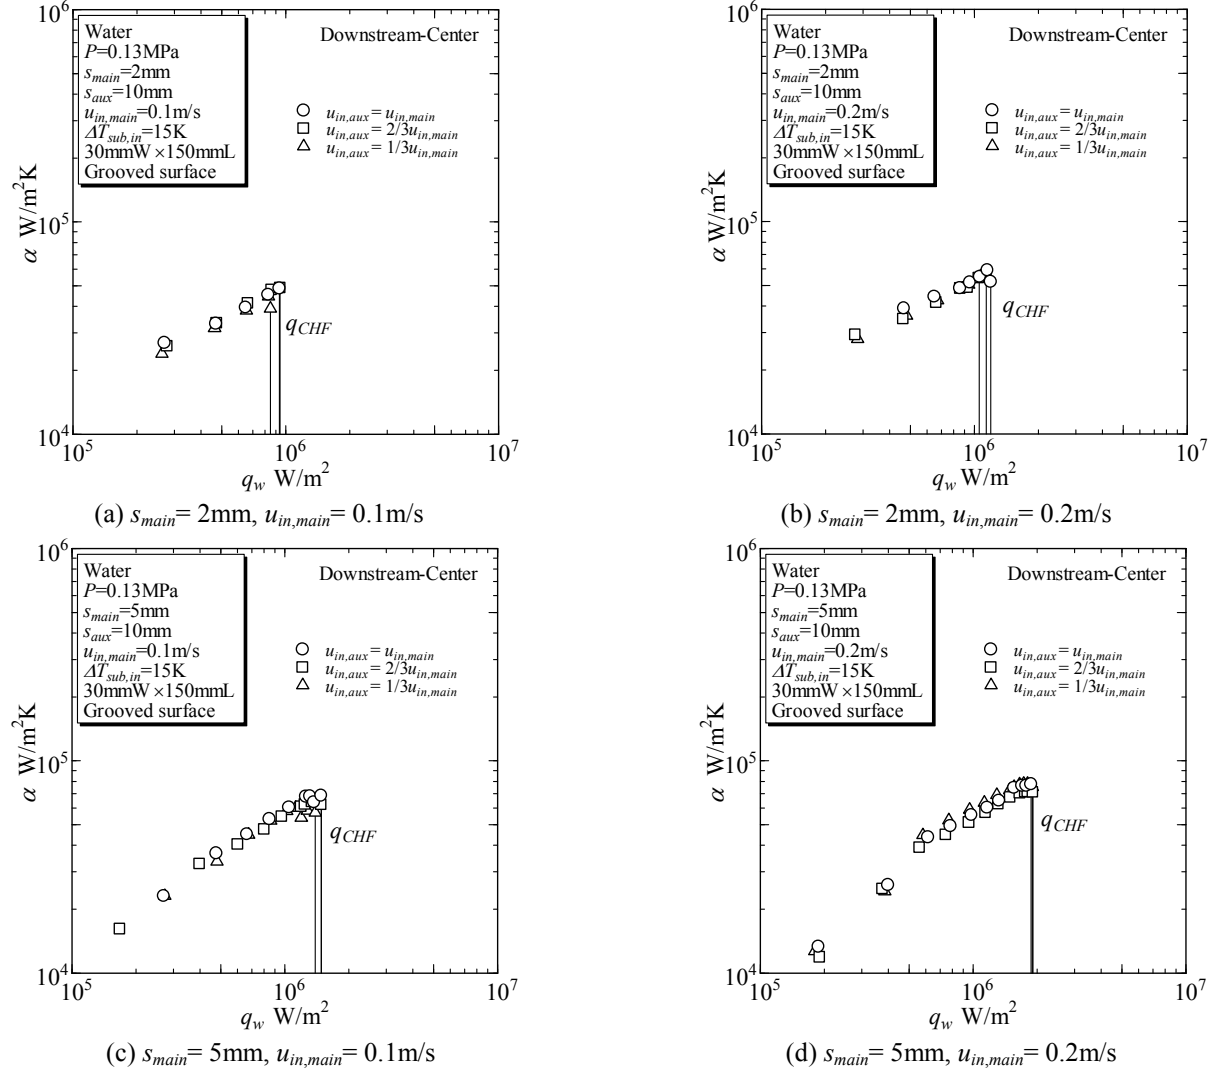 10^6
Water
P=0.13MPa
s_main=2mm
s_aux=10mm
u_in,main=0.1m/s
ΔT_sub,in=15K
30mmW×150mmL
Grooved surface
Downstream-Center
u_in,aux= u_in,main
u_in,aux= 2/3u_in,main
u_in,aux= 1/3u_in,main
α W/m^2K
10^5
q_CHF
10^4
10^5
10^6
10^7
q_w W/m^2
(a) s_main= 2mm, u_in,main= 0.1m/s
10^6
Water
P=0.13MPa
s_main=2mm
s_aux=10mm
u_in,main=0.2m/s
ΔT_sub,in=15K
30mmW×150mmL
Grooved surface
Downstream-Center
u_in,aux= u_in,main
u_in,aux= 2/3u_in,main
u_in,aux= 1/3u_in,main
α W/m^2K
10^5
q_CHF
10^4
10^5
10^6
10^7
q_w W/m^2
(b) s_main= 2mm, u_in,main= 0.2m/s
10^6
Water
P=0.13MPa
s_main=5mm
s_aux=10mm
u_in,main=0.1m/s
ΔT_sub,in=15K
30mmW×150mmL
Grooved surface
Downstream-Center
u_in,aux= u_in,main
u_in,aux= 2/3u_in,main
u_in,aux= 1/3u_in,main
α W/m^2K
10^5
q_CHF
10^4
10^5
10^6
10^7
q_w W/m^2
(c) s_main= 5mm, u_in,main= 0.1m/s
10^6
Water
P=0.13MPa
s_main=5mm
s_aux=10mm
u_in,main=0.2m/s
ΔT_sub,in=15K
30mmW×150mmL
Grooved surface
Downstream-Center
u_in,aux= u_in,main
u_in,aux= 2/3u_in,main
u_in,aux= 1/3u_in,main
α W/m^2K
10^5
q_CHF
10^4
10^5
10^6
10^7
q_w W/m^2
(d) s_main= 5mm, u_in,main= 0.2m/s